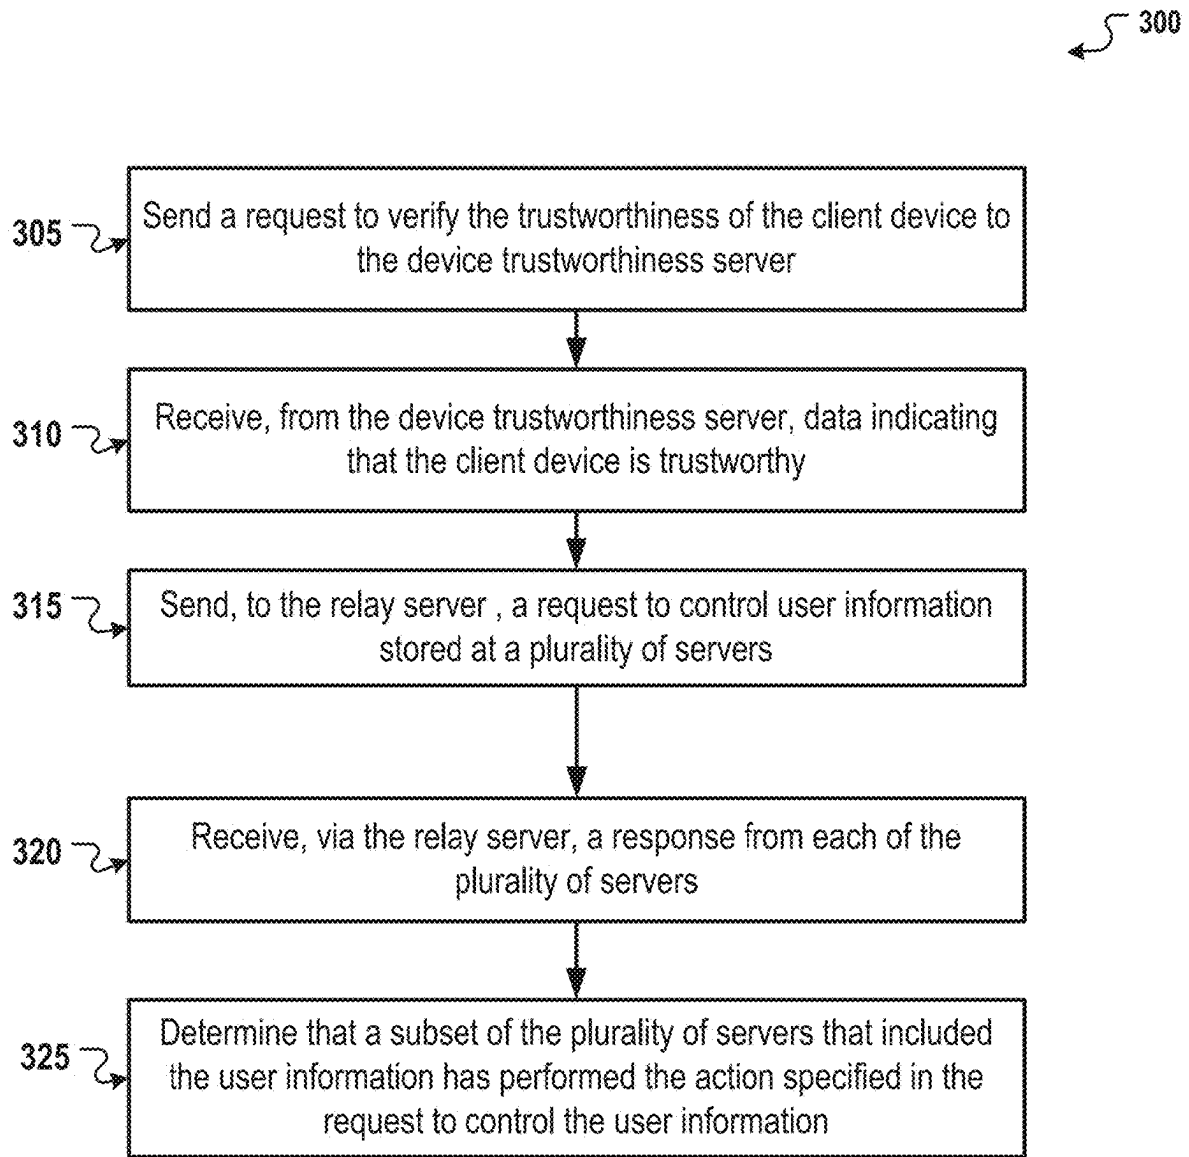 300
305
Send a request to verify the trustworthiness of the client device to
the device trustworthiness server
310
Receive, from the device trustworthiness server, data indicating
that the client device is trustworthy
315
Send, to the relay server , a request to control user information
stored at a plurality of servers
320
Receive, via the relay server, a response from each of the
plurality of servers
325
Determine that a subset of the plurality of servers that included
the user information has performed the action specified in the
request to control the user information